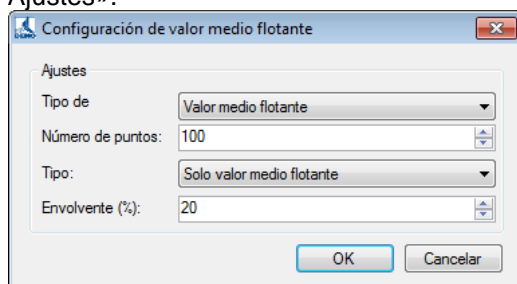 Ajustes».
Configuración de valor medio flotante
Ajustes
Tipo de Valor medio flotante
Número de puntos: 100
Tipo: Solo valor medio flotante
Envolvente (%): 20
OK Cancelar